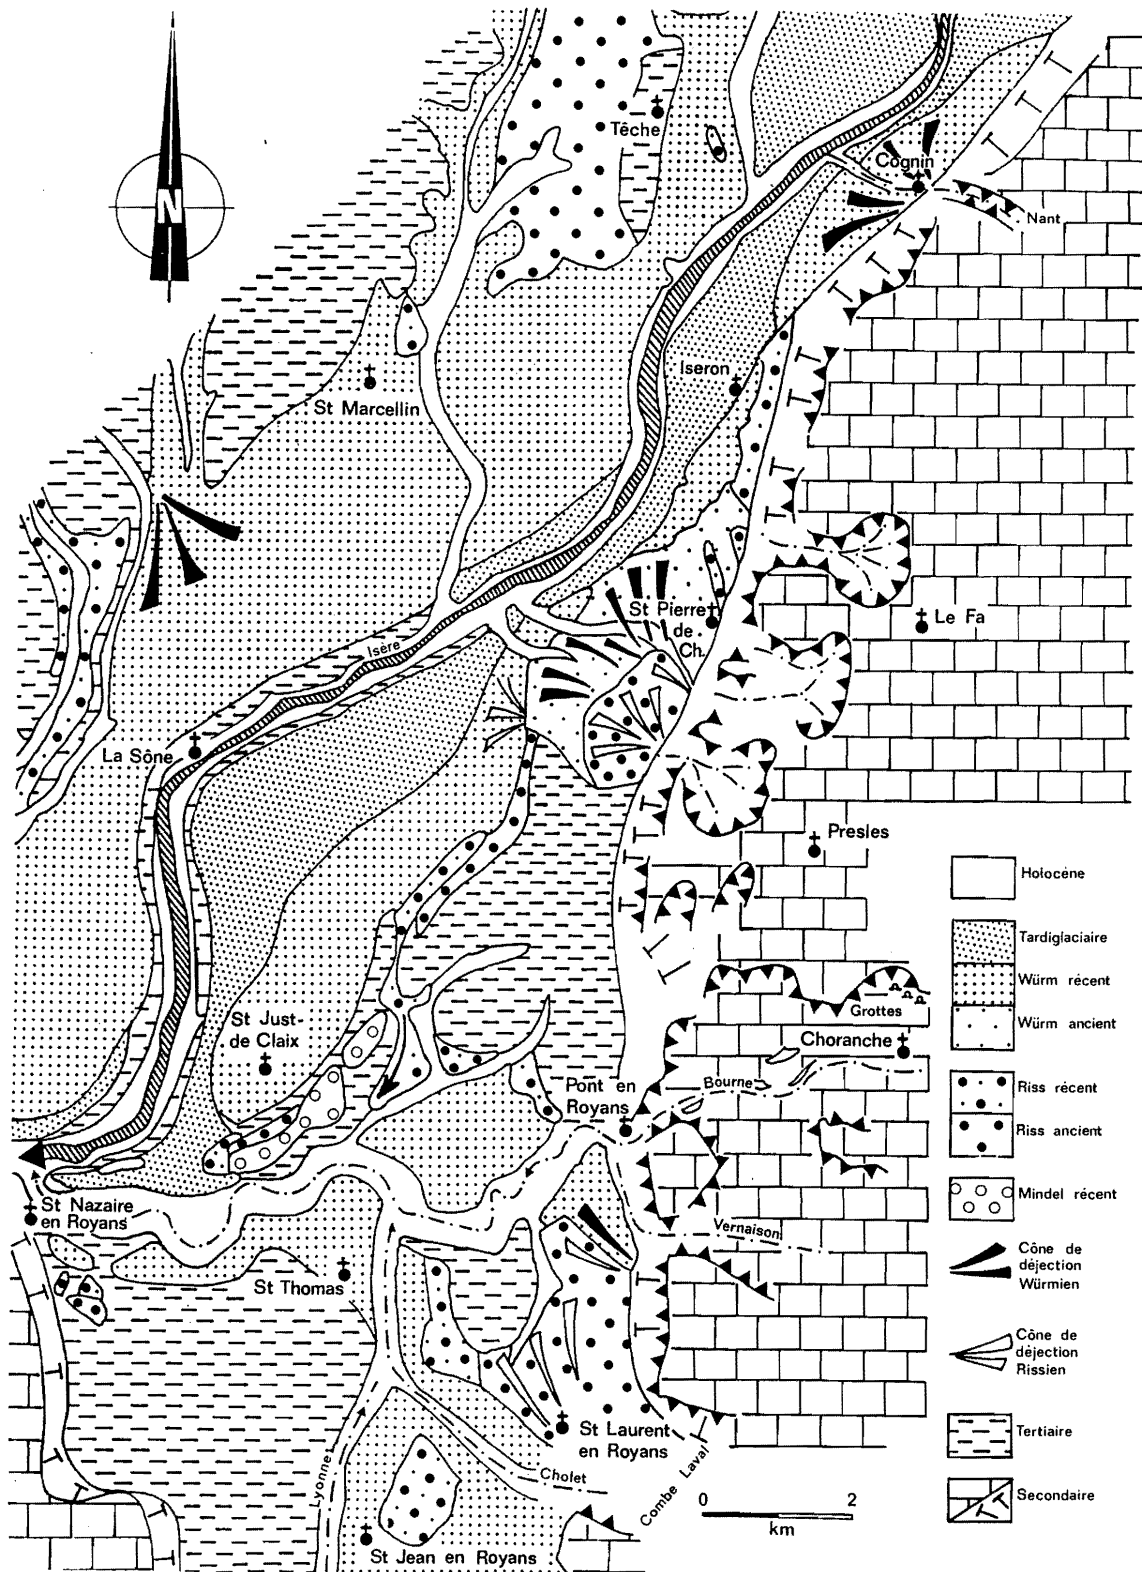 N
Têche
Cognin
Nant
Iseron
St Marcellin
St Pierre
de
Ch.
Le Fa
Isère
La Sône
Presles
Holocène
Tardiglaciaire
Würm récent
Würm ancient
Grottes
St Just-
de Claix
Choranche
Pont en
Royans
Bourne
Riss récent
Riss ancient
Mindel récent
St Nazaire
en Royans
Vernaison
St Thomas
Cône de
déjection
Würmien
Cône de
déjection
Rissien
St Laurent
en Royans
Tertiaire
Lyonne
Cholet
Combe Laval
Secondaire
0 2
km
St Jean en Royans